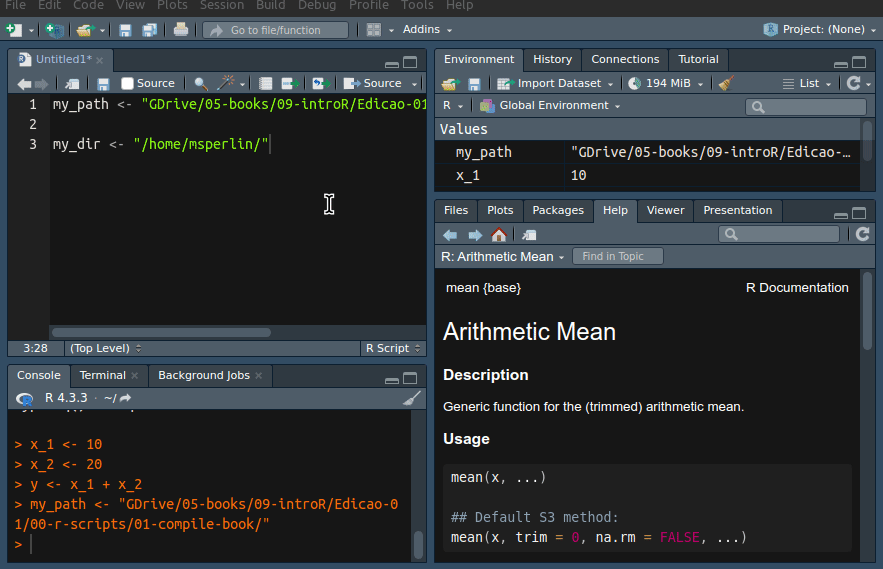 File Edit Code View Plots Session Build Debug Profile Tools Help
Go to file/function Addins Project: (None)
Untitled1*
Source Source
1 my_path <- "GDrive/05-books/09-introR/Edicao-01
2
3 my_dir <- "/home/msperlin/"
3:28 (Top Level) R Script
Console Terminal Background Jobs
R 4.3.3 · ~/
> x_1 <- 10
> x_2 <- 20
> y <- x_1 + x_2
> my_path <- "GDrive/05-books/09-introR/Edicao-0
1/00-r-scripts/01-compile-book/"
>
Environment History Connections Tutorial
Import Dataset 194 MiB List
R Global Environment
Values
my_path "GDrive/05-books/09-introR/Edicao-…
x_1 10
Files Plots Packages Help Viewer Presentation
R: Arithmetic Mean Find in Topic
mean {base} R Documentation
Arithmetic Mean
Description
Generic function for the (trimmed) arithmetic mean.
Usage
mean(x, ...)
## Default S3 method:
mean(x, trim = 0, na.rm = FALSE, ...)